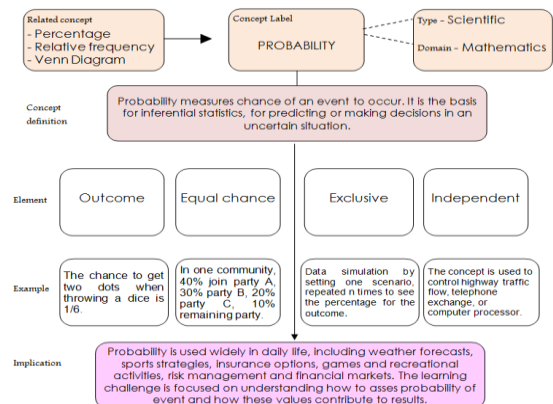 Related concept
- Percentage
- Relative frequency
- Venn Diagram
Concept Label
PROBABILITY
Type - Scientific
Domain - Mathematics
Concept
definition
Probability measures chance of an event to occur. It is the basis
for inferential statistics, for predicting or making decisions in an
uncertain situation.
Element
Outcome
Equal chance
Exclusive
Independent
Example
The chance to get
two dots when
throwing a dice is
1/6.
In one community,
40% join party A,
30% party B, 20%
party C, 10%
remaining party.
Data simulation by
setting one scenario,
repeated n times to see
the percentage for the
outcome.
The concept is used to
control highway traffic
flow, telephone
exchange, or
computer processor.
Implication
Probability is used widely in daily life, including weather forecasts,
sports strategies, insurance options, games and recreational
activities, risk management and financial markets. The learning
challenge is focused on understanding how to asses probability of
event and how these values contribute to results.